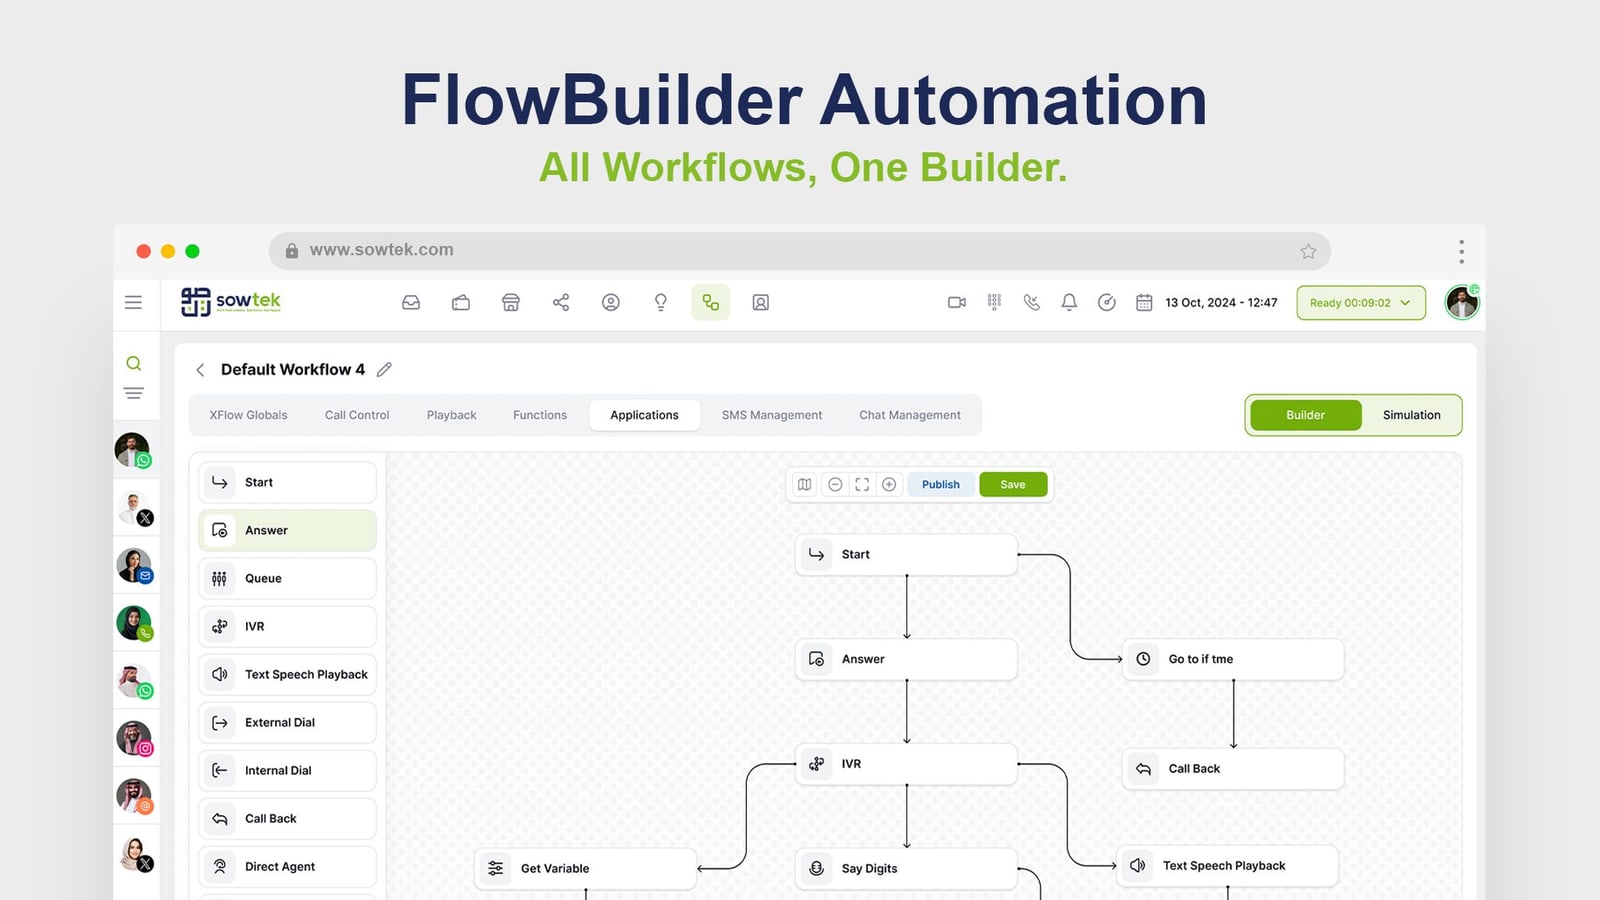 FlowBuilder Automation
All Workflows, One Builder.
www.sowtek.com
sowtek
13 Oct, 2024 - 12:47
Ready 00:09:02
Default Workflow 4
XFlow Globals
Call Control
Playback
Functions
Applications
SMS Management
Chat Management
Builder
Simulation
Start
Answer
Queue
IVR
Text Speech Playback
External Dial
Internal Dial
Call Back
Direct Agent
Publish
Save
Start
Answer
Go to if tme
IVR
Call Back
Get Variable
Say Digits
Text Speech Playback